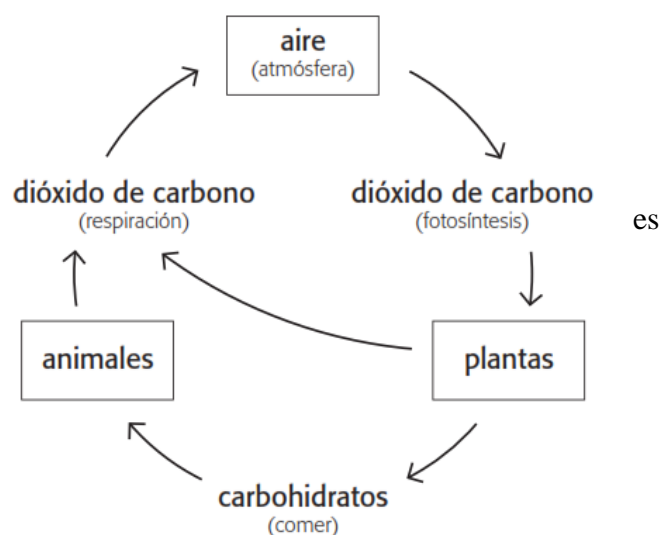 aire
(atmósfera)
dióxido de carbono
(respiración)
dióxido de carbono
(fotosíntesis)
es
animales
plantas
carbohidratos
(comer)